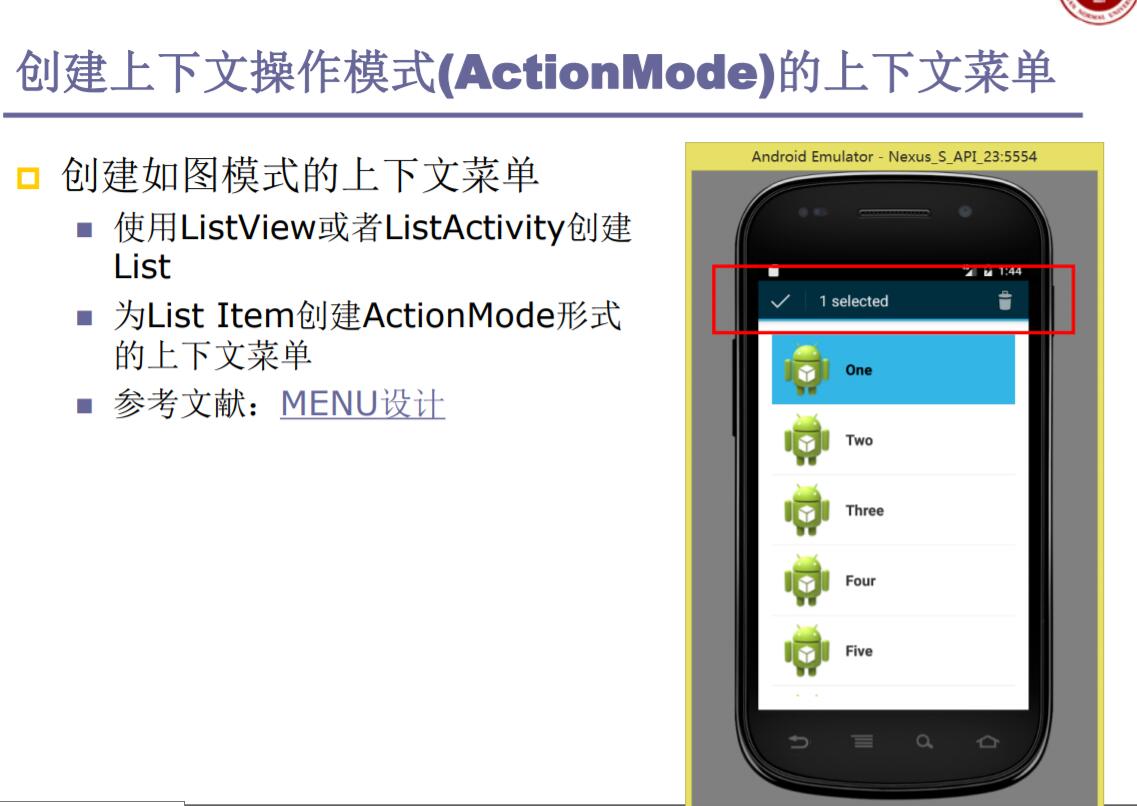 创建上下文操作模式(ActionMode)的上下文菜单
创建如图模式的上下文菜单
使用ListView或者ListActivity创建
List
为List Item创建ActionMode形式
的上下文菜单
参考文献：MENU设计
Android Emulator - Nexus_S_API_23:5554
1:44
1 selected
One
Two
Three
Four
Five